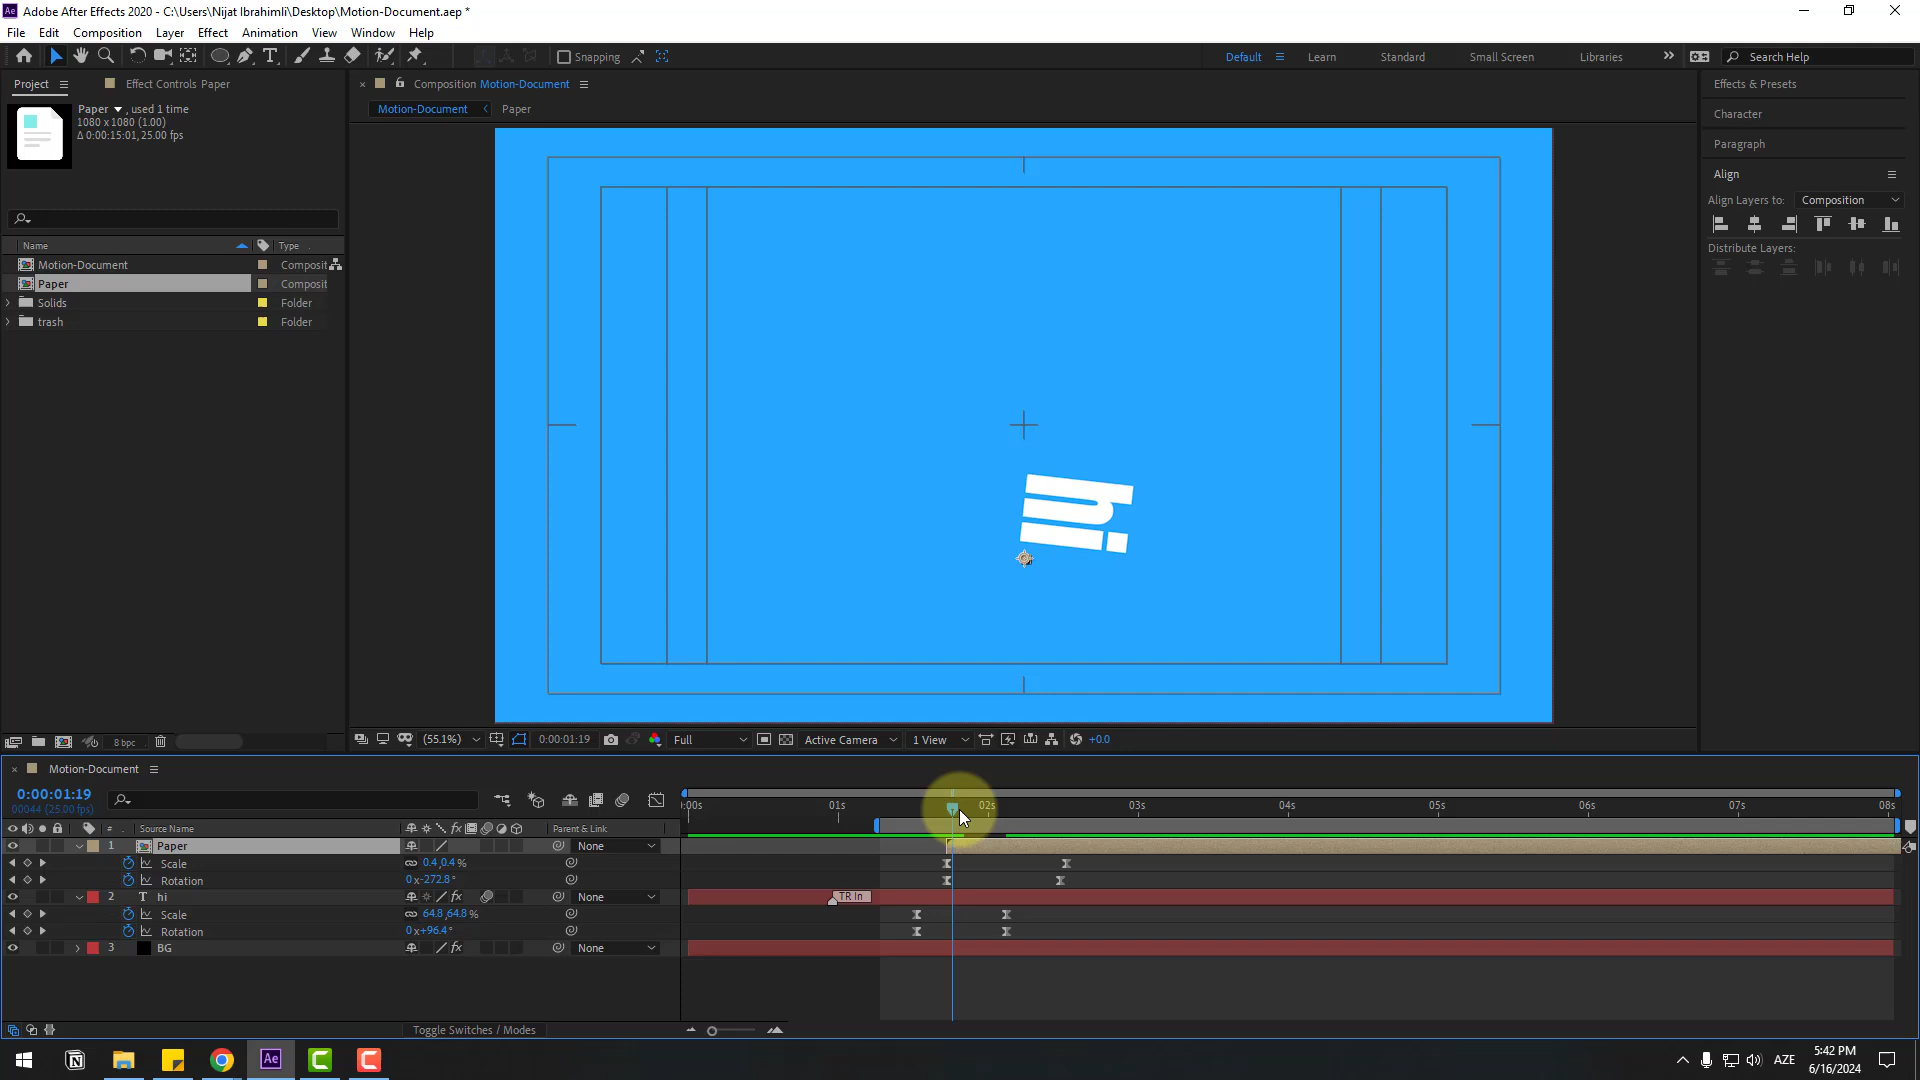 Adobe After Effects 2020 - C:\Users\Nijat Ibrahimli\Desktop\Motion-Document.aep *
File Edit Composition Layer Effect Animation View Window Help
Snapping
Default Learn Standard Small Screen Libraries Search Help
Project Effect Controls Paper
Composition Motion-Document
Effects & Presets
Paper , used 1 time
1080 x 1080 (1.00)
Δ 0:00:15:01, 25.00 fps
Motion-Document Paper
Character
Paragraph
Align
Align Layers to: Composition
Distribute Layers:
Name Type
Motion-Document Composit
Paper Composit
Solids Folder
trash Folder
hi
8 bpc
(55.1%) 0:00:01:19 Full Active Camera 1 View +0.0
Motion-Document
0:00:01:19
00044 (25.00 fps)
:00s 01s 02s 03s 04s 05s 06s 07s 08s
# Source Name Parent & Link
1 Paper None
Scale 0.4,0.4%
Rotation 0x-272.8°
2 T hi None TR In
Scale 64.8,64.8%
Rotation 0x+96.4°
3 BG None
Toggle Switches / Modes
AZE
5:42 PM
6/16/2024